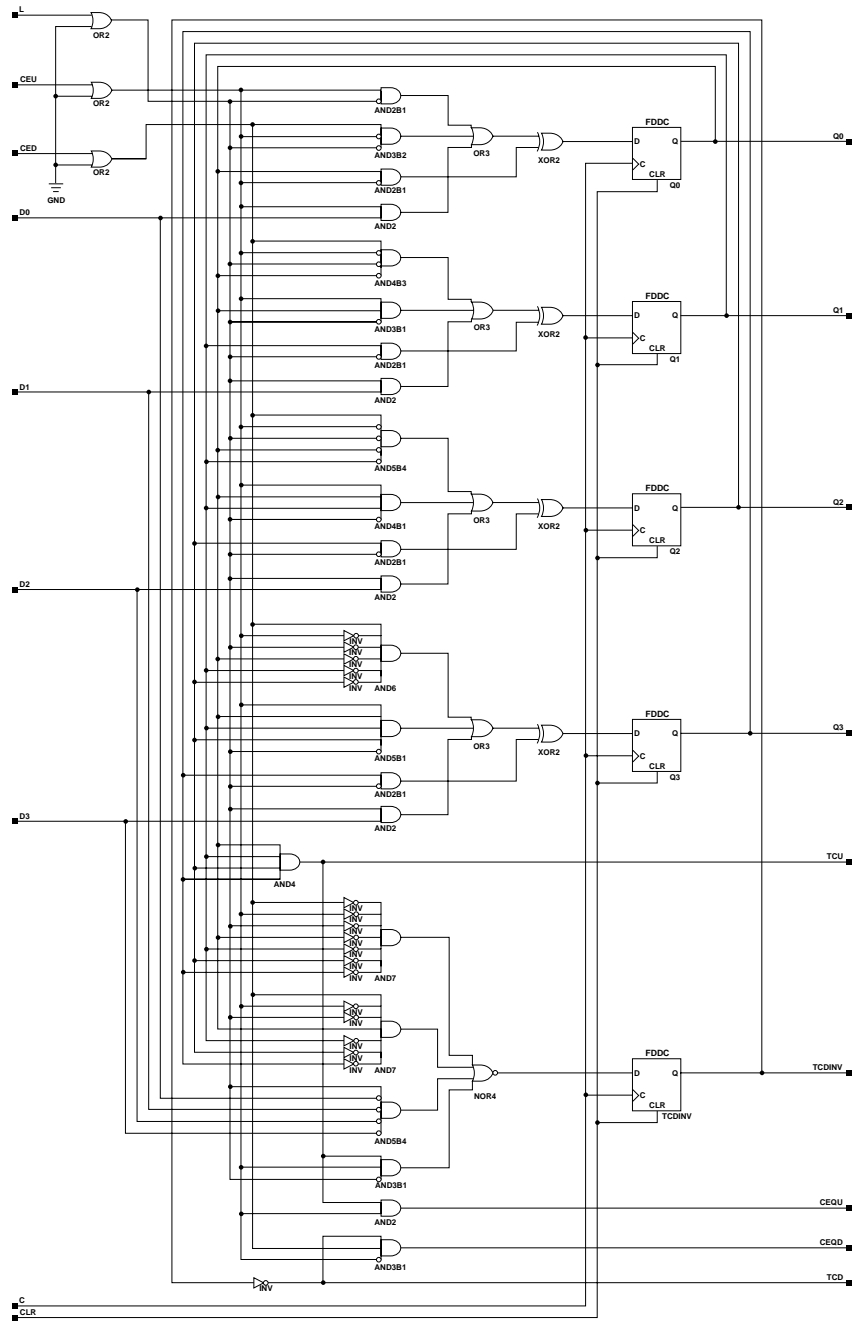 L
OR2
CEU
OR2
AND2B1
CED
OR2
GND
AND3B2
OR3
XOR2
AND2B1
AND2
FDDC
D
Q
C
CLR
Q0
Q0
D0
AND4B3
AND3B1
OR3
XOR2
AND2B1
AND2
FDDC
D
Q
C
CLR
Q1
Q1
D1
AND5B4
AND4B1
OR3
XOR2
AND2B1
AND2
FDDC
D
Q
C
CLR
Q2
Q2
D2
INV
INV
INV
INV
INV
AND6
AND5B1
OR3
XOR2
AND2B1
AND2
FDDC
D
Q
C
CLR
Q3
Q3
D3
AND4
TCU
INV
INV
INV
INV
INV
INV
INV
AND7
INV
INV
INV
INV
INV
AND7
NOR4
FDDC
D
Q
C
CLR
TCDINV
TCDINV
AND5B4
AND3B1
AND2
CEQU
AND3B1
CEQD
INV
TCD
C
CLR